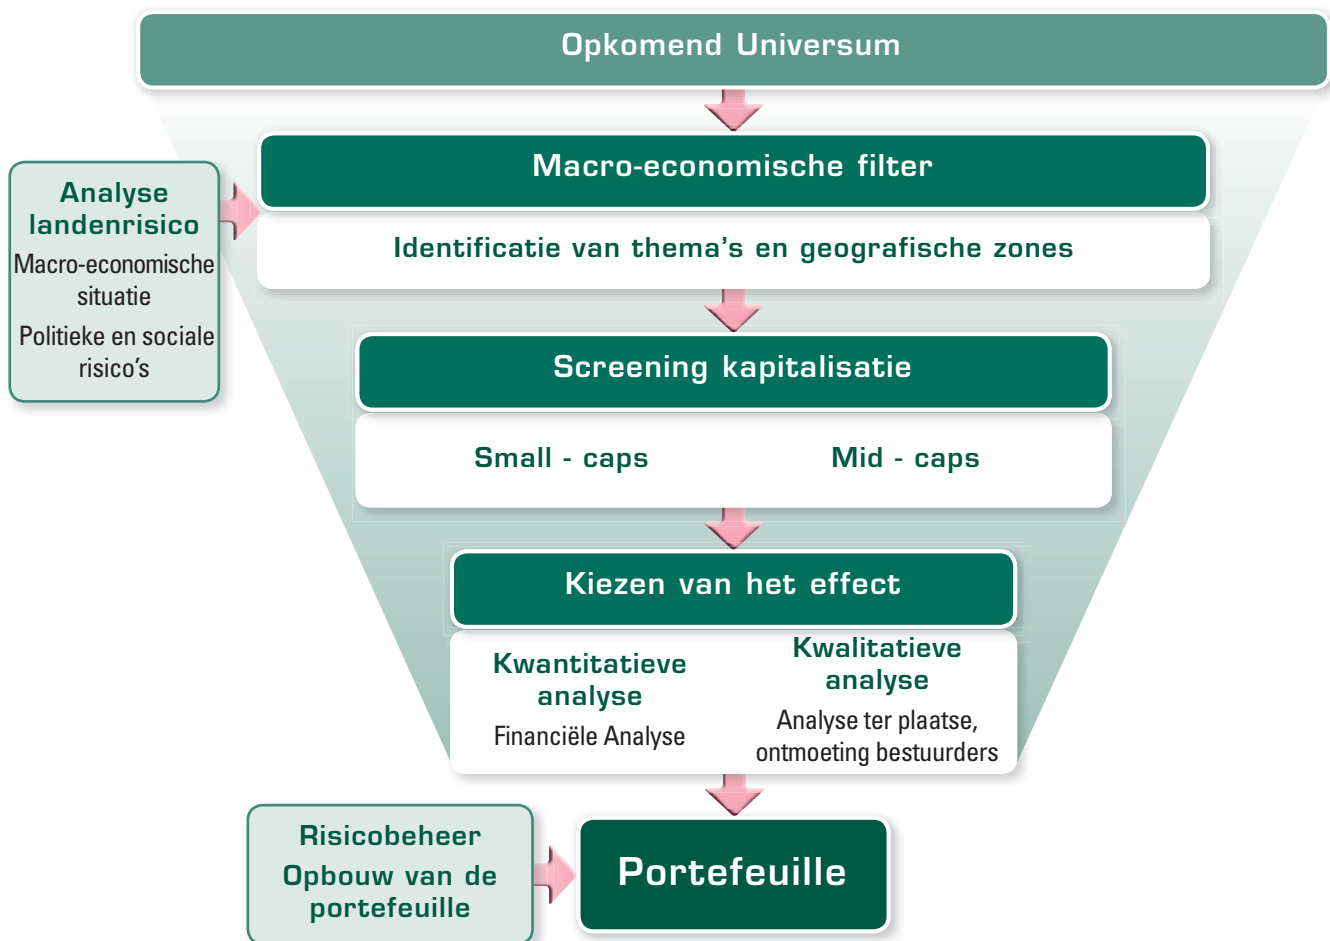 Opkomend Universum
Macro-economische filter
Identificatie van thema's en geografische zones
Analyse
landenrisico
Macro-economische
situatie
Politieke en sociale
risico's
Screening kapitalisatie
Small - caps
Mid - caps
Kiezen van het effect
Kwantitatieve
analyse
Financiële Analyse
Kwalitatieve
analyse
Analyse ter plaatse,
ontmoeting bestuurders
Risicobeheer
Opbouw van de
portefeuille
Portefeuille